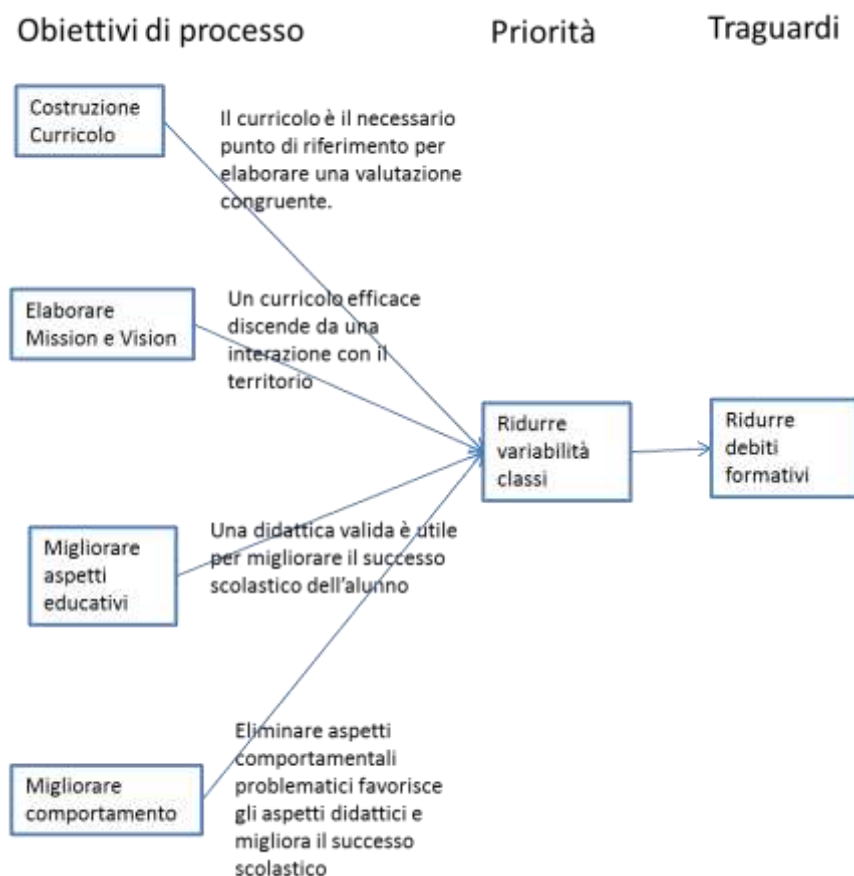 Obiettivi di processo
Priorità
Traguardi
Costruzione
Curricolo
Il curricolo è il necessario
punto di riferimento per
elaborare una valutazione
congruente.
Elaborare
Mission e Vision
Un curricolo efficace
discende da una
interazione con il
territorio
Ridurre
variabilità
classi
Ridurre
debiti
formativi
Migliorare
aspetti
educativi
Una didattica valida è utile
per migliorare il successo
scolastico dell'alunno
Migliorare
comportamento
Eliminare aspetti
comportamentali
problematici favorisce
gli aspetti didattici e
migliora il successo
scolastico